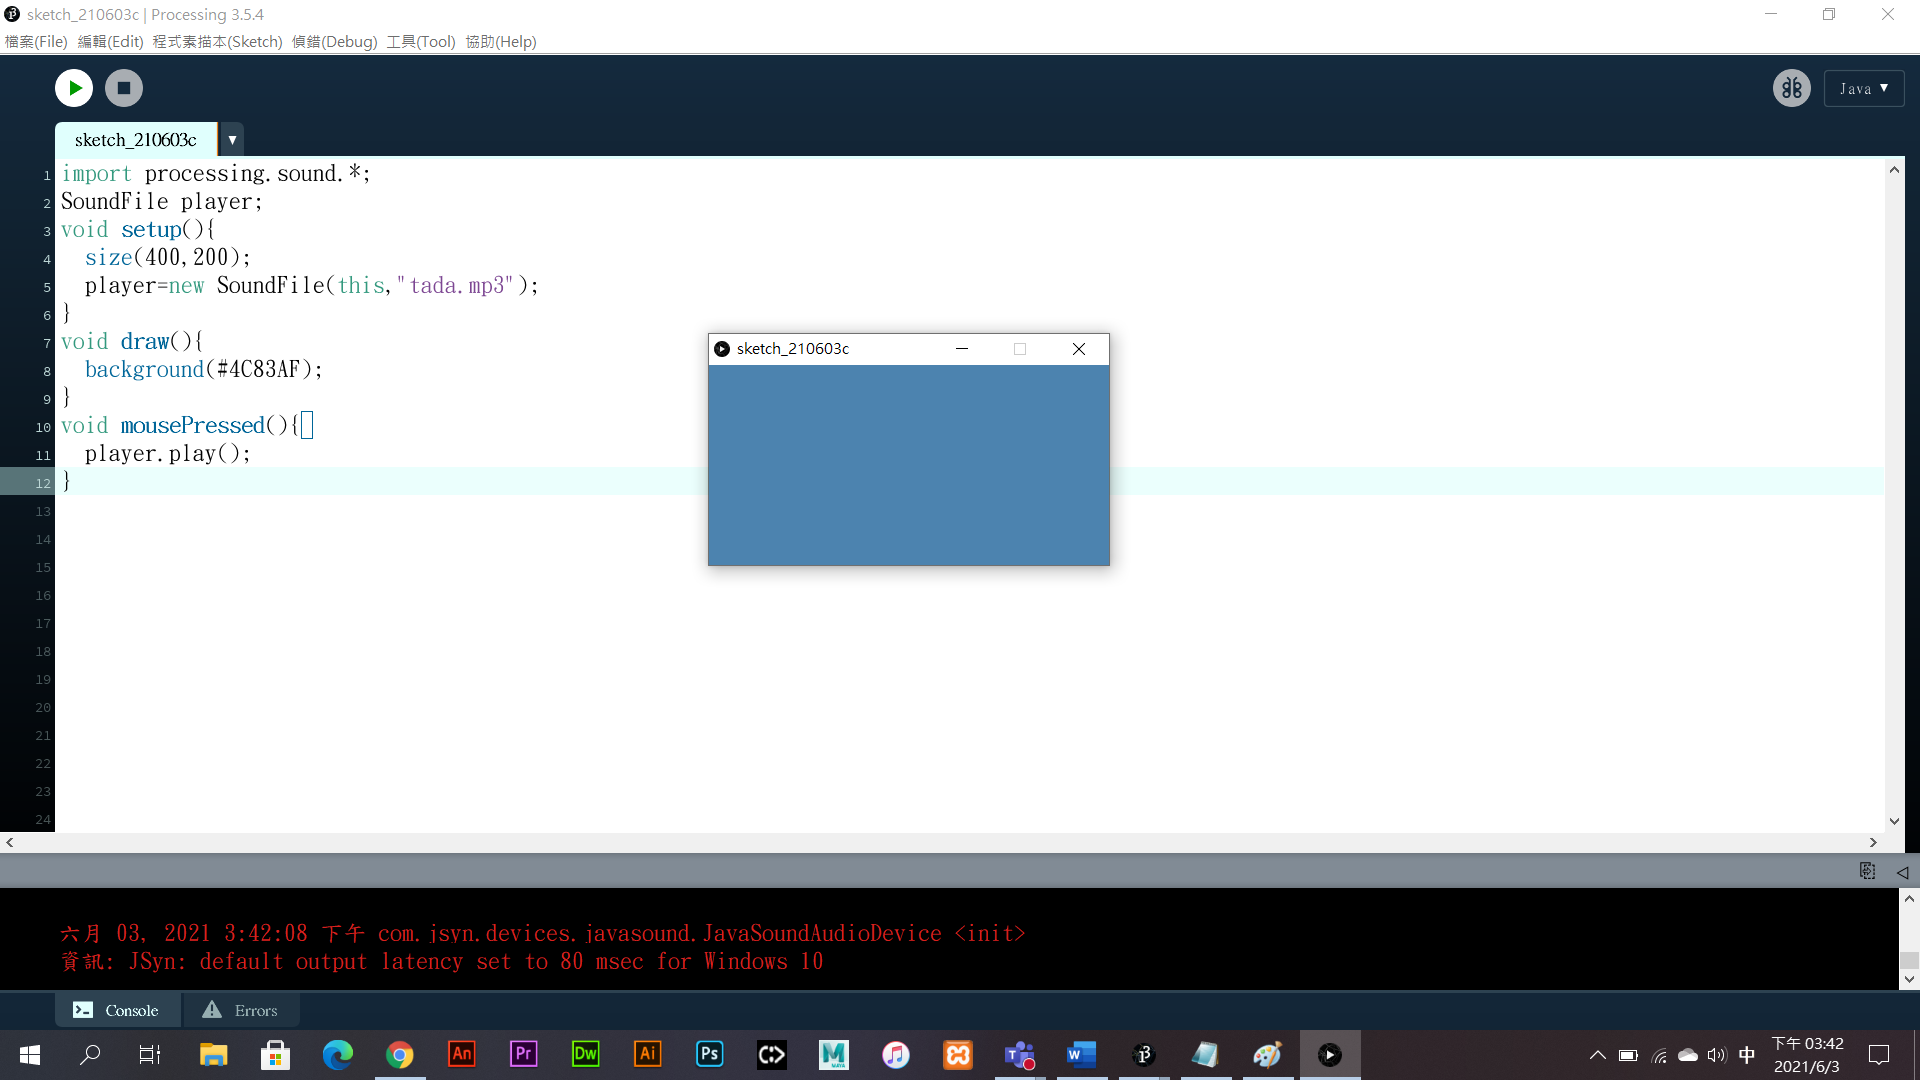 sketch_210603c | Processing 3.5.4
檔案(File) 編輯(Edit) 程式素描本(Sketch) 偵錯(Debug) 工具(Tool) 協助(Help)
Java ▼
sketch_210603c ▼
1 import processing.sound.*;
2 SoundFile player;
3 void setup(){
4 size(400,200);
5 player=new SoundFile(this,"tada.mp3");
6 }
7 void draw(){
8 background(#4C83AF);
9 }
10 void mousePressed(){
11 player.play();
12 }
13
14
15
16
17
18
19
20
21
22
23
24
sketch_210603c
六月 03, 2021 3:42:08 下午 com.jsyn.devices.javasound.JavaSoundAudioDevice <init>
資訊: JSyn: default output latency set to 80 msec for Windows 10
Console Errors
An Pr Dw Ai Ps M MAYA T W 中 下午 03:42
2021/6/3